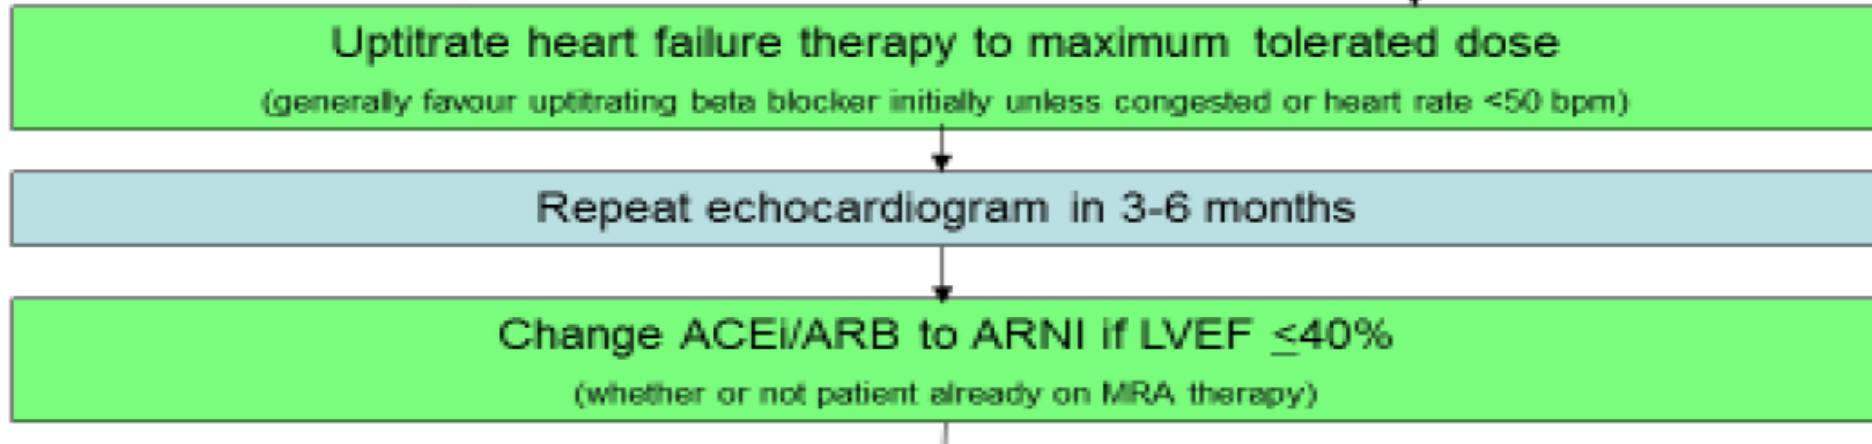 Uptitrate heart failure therapy to maximum tolerated dose
(generally favour uptitrating beta blocker initially unless congested or heart rate <50 bpm)
Repeat echocardiogram in 3-6 months
Change ACEi/ARB to ARNI if LVEF ≤40%
(whether or not patient already on MRA therapy)